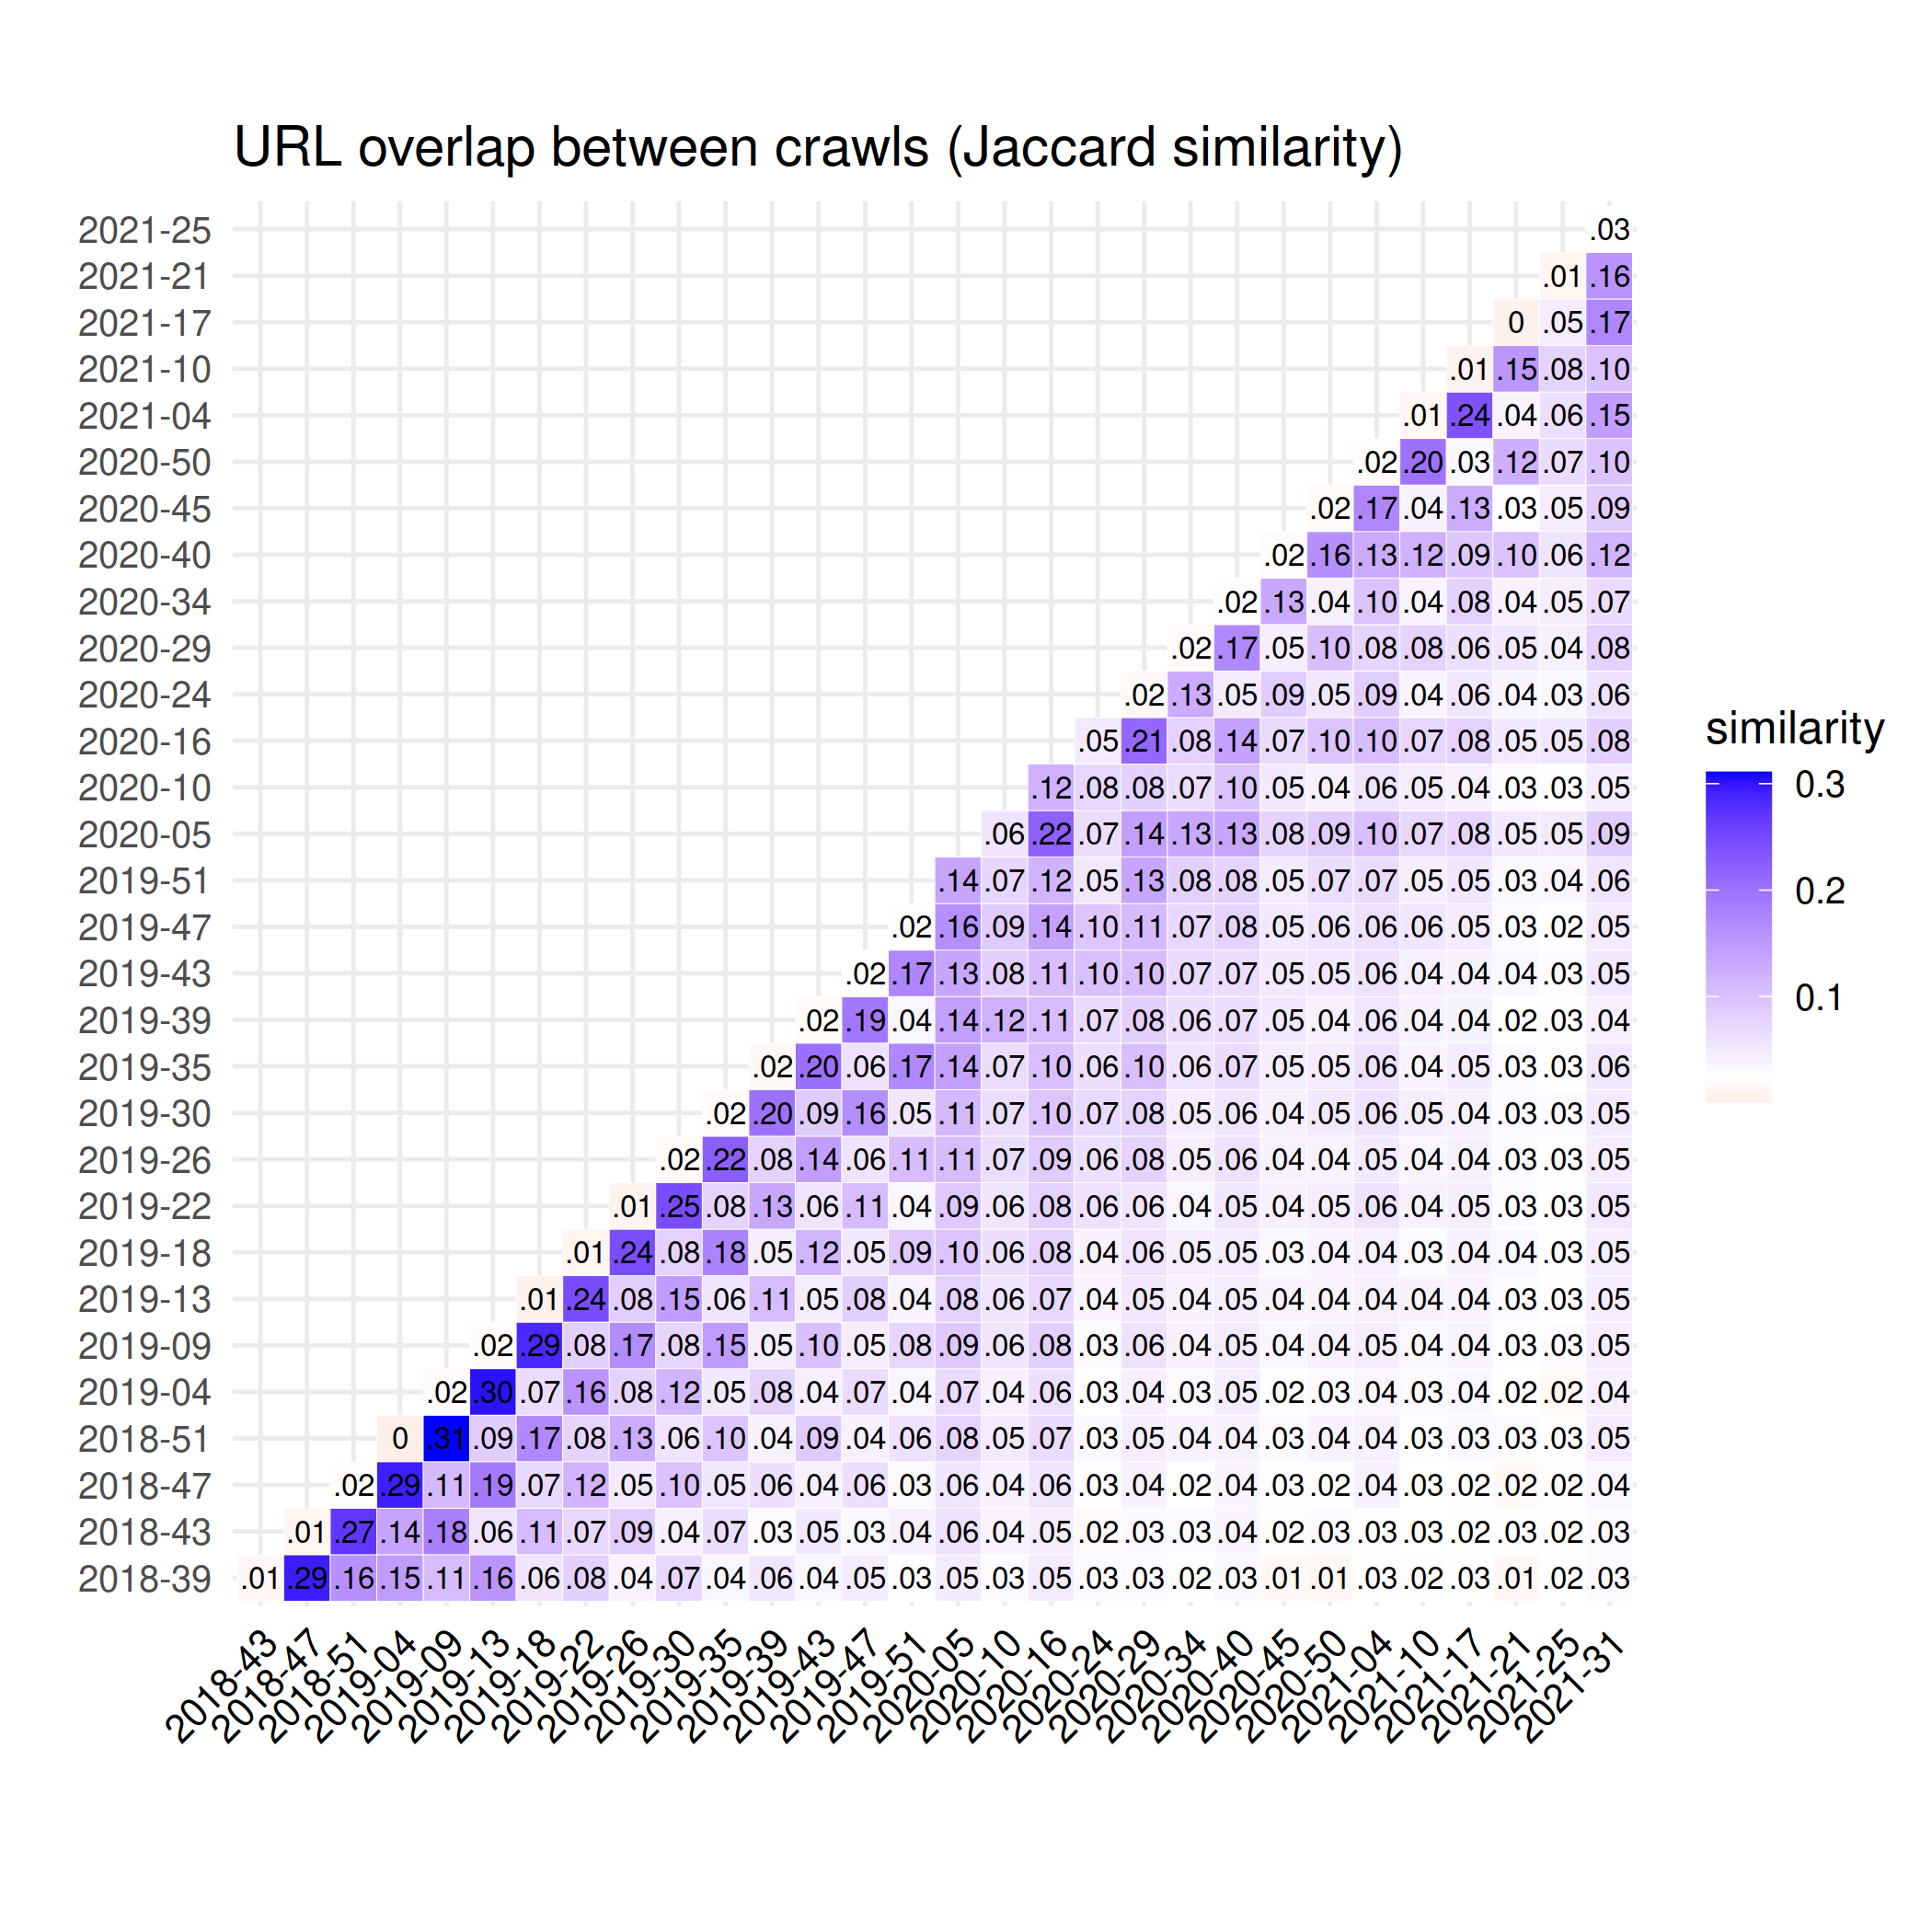 URL overlap between crawls (Jaccard similarity)
2021-25 .03
2021-21 .01 .16
2021-17 0 .05 .17
2021-10 .01 .15 .08 .10
2021-04 .01 .24 .04 .06 .15
2020-50 .02 .20 .03 .12 .07 .10
2020-45 .02 .17 .04 .13 .03 .05 .09
2020-40 .02 .16 .13 .12 .09 .10 .06 .12
2020-34 .02 .13 .04 .10 .04 .08 .04 .05 .07
2020-29 .02 .17 .05 .10 .08 .08 .06 .05 .04 .08
2020-24 .02 .13 .05 .09 .05 .09 .04 .06 .04 .03 .06
2020-16 .05 .21 .08 .14 .07 .10 .10 .07 .08 .05 .05 .08
2020-10 .12 .08 .08 .07 .10 .05 .04 .06 .05 .04 .03 .03 .05
2020-05 .06 .22 .07 .14 .13 .13 .08 .09 .10 .07 .08 .05 .05 .09
2019-51 .14 .07 .12 .05 .13 .08 .08 .05 .07 .07 .05 .05 .03 .04 .06
2019-47 .02 .16 .09 .14 .10 .11 .07 .08 .05 .06 .06 .06 .05 .03 .02 .05
2019-43 .02 .17 .13 .08 .11 .10 .10 .07 .07 .05 .05 .06 .04 .04 .04 .03 .05
2019-39 .02 .19 .04 .14 .12 .11 .07 .08 .06 .07 .05 .04 .06 .04 .04 .02 .03 .04
2019-35 .02 .20 .06 .17 .14 .07 .10 .06 .10 .06 .07 .05 .05 .06 .04 .05 .03 .03 .06
2019-30 .02 .20 .09 .16 .05 .11 .07 .10 .07 .08 .05 .06 .04 .05 .06 .05 .04 .03 .03 .05
2019-26 .02 .22 .08 .14 .06 .11 .11 .07 .09 .06 .08 .05 .06 .04 .04 .05 .04 .04 .03 .03 .05
2019-22 .01 .25 .08 .13 .06 .11 .04 .09 .06 .08 .06 .06 .04 .05 .04 .05 .06 .04 .05 .03 .03 .05
2019-18 .01 .24 .08 .18 .05 .12 .05 .09 .10 .06 .08 .04 .06 .05 .05 .03 .04 .04 .03 .04 .04 .03 .05
2019-13 .01 .24 .08 .15 .06 .11 .05 .08 .04 .08 .06 .07 .04 .05 .04 .05 .04 .04 .04 .04 .04 .03 .03 .05
2019-09 .02 .29 .08 .17 .08 .15 .05 .10 .05 .08 .09 .06 .08 .03 .06 .04 .05 .04 .04 .05 .04 .04 .03 .03 .05
2019-04 .02 .30 .07 .16 .08 .12 .05 .08 .04 .07 .04 .07 .04 .06 .03 .04 .03 .05 .02 .03 .04 .03 .04 .02 .02 .04
2018-51 0 .31 .09 .17 .08 .13 .06 .10 .04 .09 .04 .06 .08 .05 .07 .03 .05 .04 .04 .03 .04 .04 .03 .03 .03 .03 .05
2018-47 .02 .29 .11 .19 .07 .12 .05 .10 .05 .06 .04 .06 .03 .06 .04 .06 .03 .04 .02 .04 .03 .02 .04 .03 .02 .02 .02 .04
2018-43 .01 .27 .14 .18 .06 .11 .07 .09 .04 .07 .03 .05 .03 .04 .06 .04 .05 .02 .03 .03 .04 .02 .03 .03 .03 .02 .03 .02 .03
2018-39 .01 .29 .16 .15 .11 .16 .06 .08 .04 .07 .04 .06 .04 .05 .03 .05 .03 .05 .03 .03 .02 .03 .01 .01 .03 .02 .03 .01 .02 .03
2018-43 2018-47 2018-51 2019-04 2019-09 2019-13 2019-18 2019-22 2019-26 2019-30 2019-35 2019-39 2019-43 2019-47 2019-51 2020-05 2020-10 2020-16 2020-24 2020-29 2020-34 2020-40 2020-45 2020-50 2021-04 2021-10 2021-17 2021-21 2021-25 2021-31
similarity
0.3
0.2
0.1